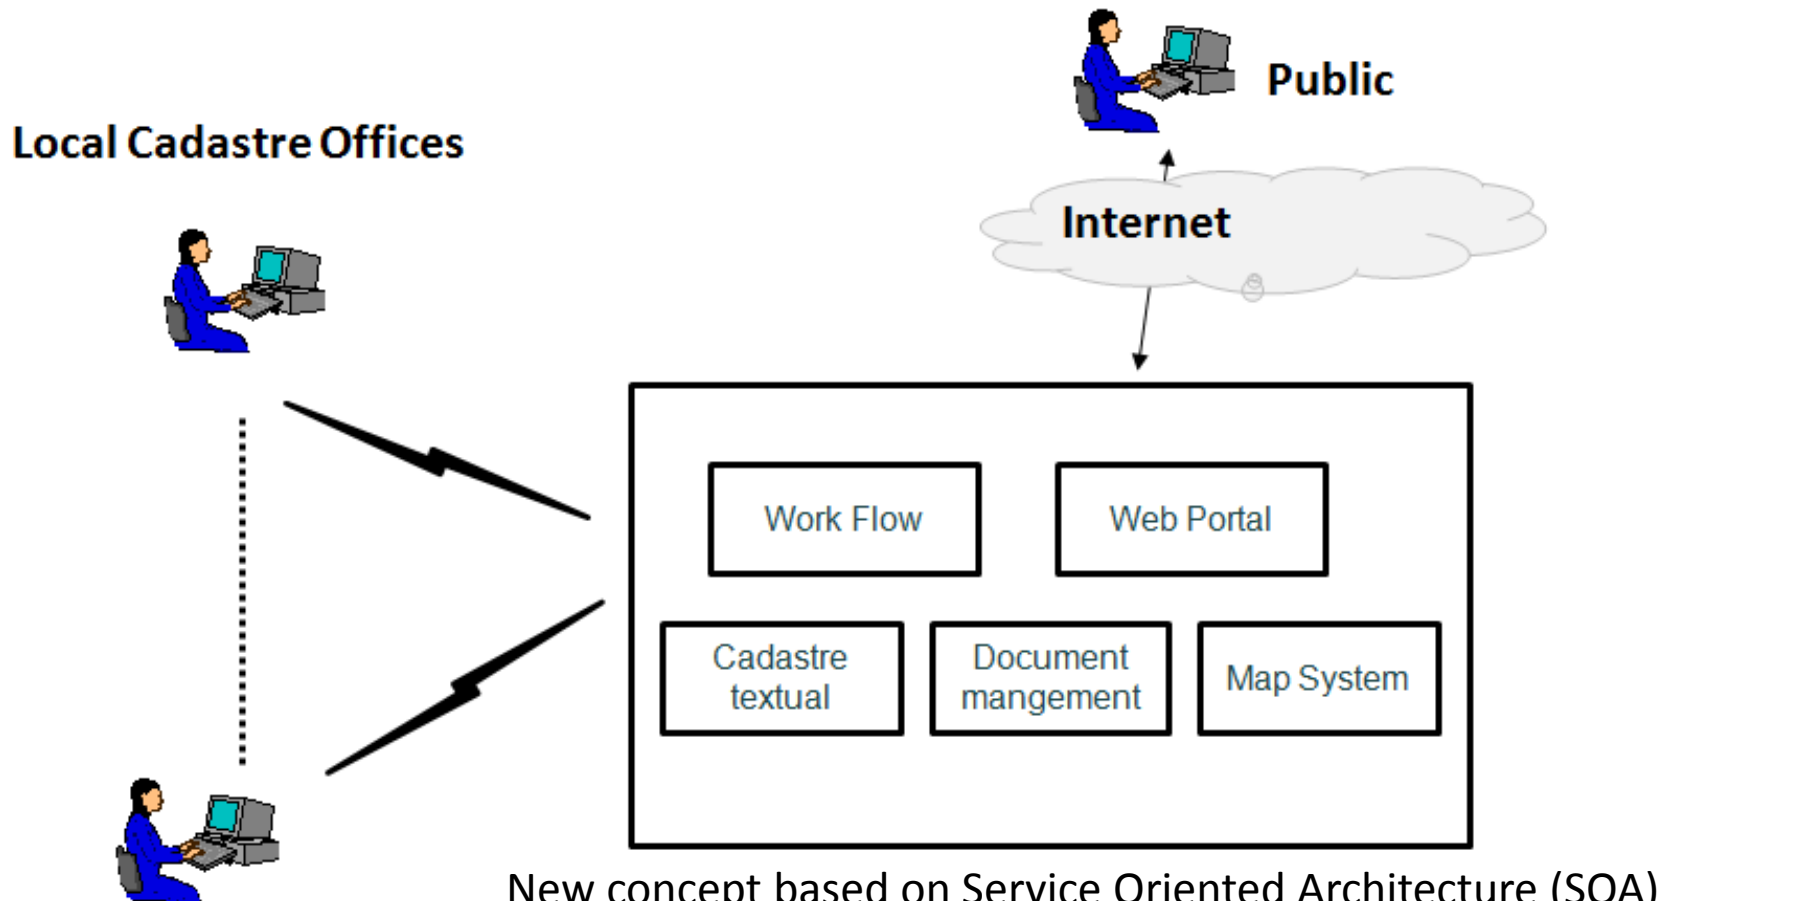 Public
Local Cadastre Offices
Internet
Work Flow
Web Portal
Cadastre
textual
Document
mangement
Map System
New concept based on Service Oriented Architecture (SOA)